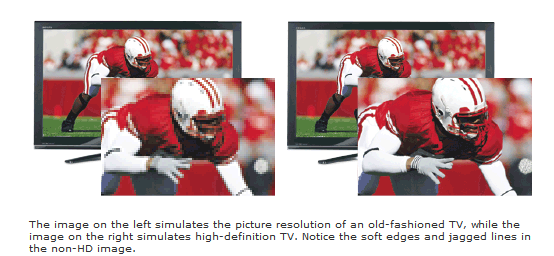 The image on the left simulates the picture resolution of an old-fashioned TV, while the
image on the right simulates high-definition TV. Notice the soft edges and jagged lines in
the non-HD image.